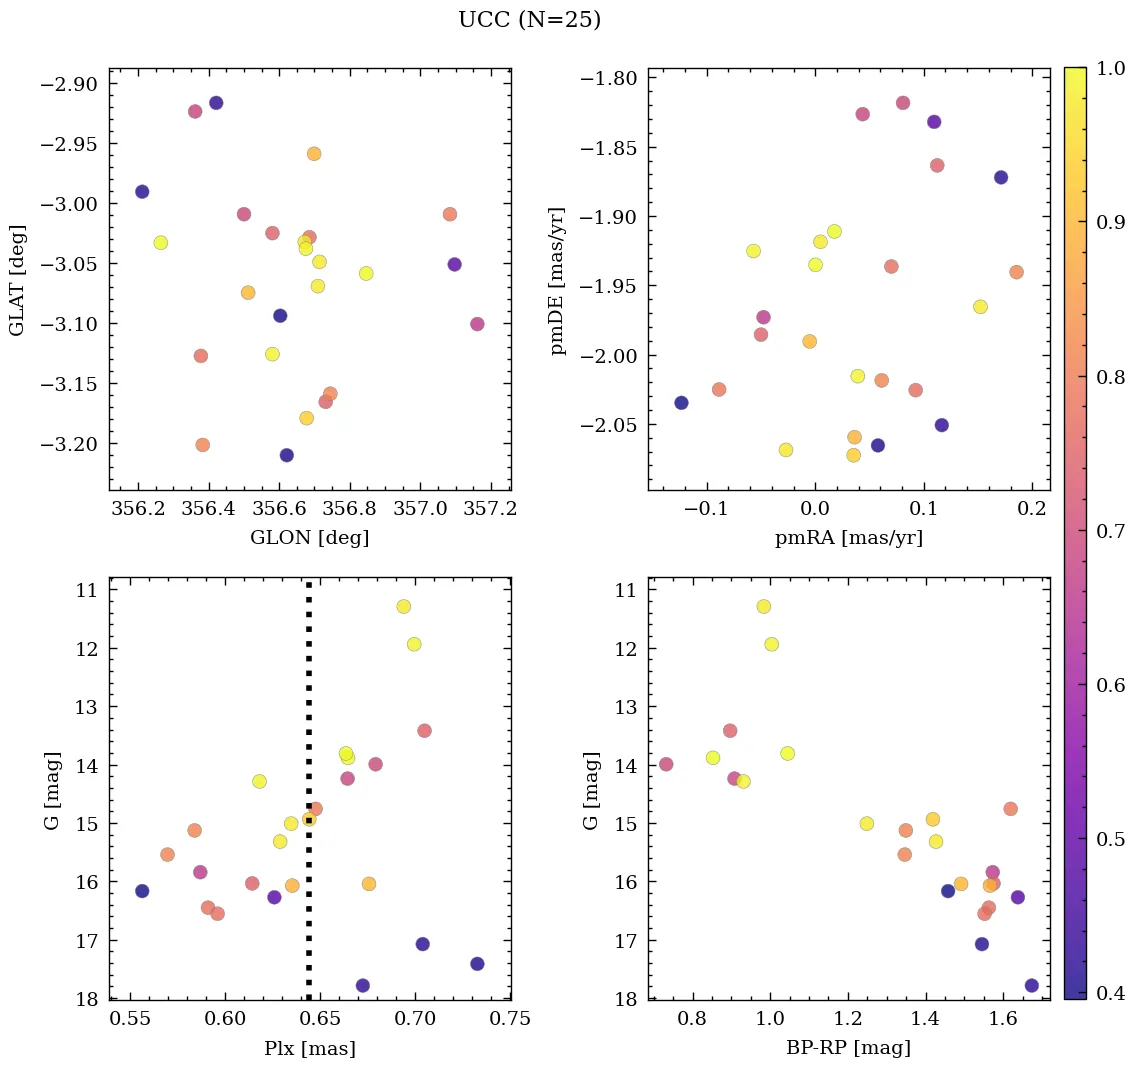 UCC (N=25)
−2.90
−2.95
−3.00
−3.05
−3.10
−3.15
−3.20
GLAT [deg]
356.2 356.4 356.6 356.8 357.0 357.2
GLON [deg]
−1.80
−1.85
−1.90
−1.95
−2.00
−2.05
pmDE [mas/yr]
−0.1 0.0 0.1 0.2
pmRA [mas/yr]
11
12
13
14
15
16
17
18
G [mag]
0.55 0.60 0.65 0.70 0.75
Plx [mas]
11
12
13
14
15
16
17
18
G [mag]
0.8 1.0 1.2 1.4 1.6
BP-RP [mag]
1.0
0.9
0.8
0.7
0.6
0.5
0.4